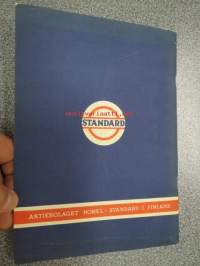 STANDARD
AKTIEBOLAGET NOBEL-STANDARD I FINLAND